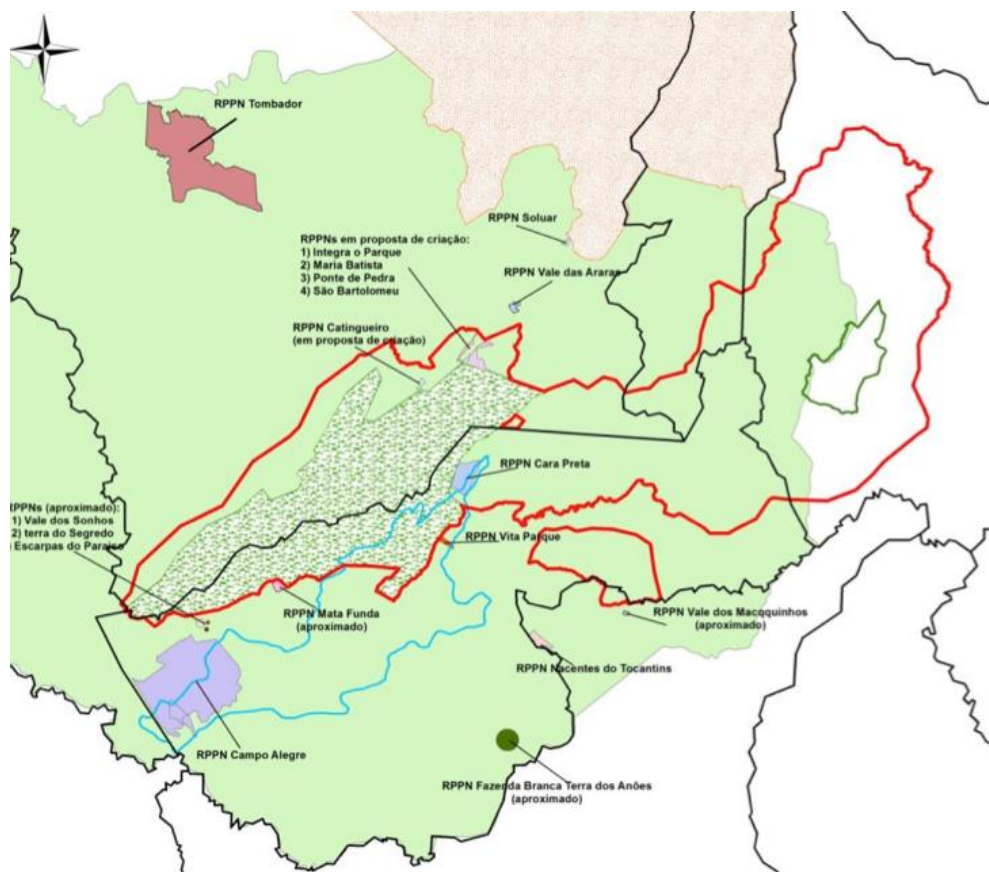 RPPN Tombador
RPPN Soluar
RPPNs em proposta de criação:
1) Integra o Parque
2) Maria Batista
3) Ponte de Pedra
4) São Bartolomeu
RPPN Vale das Araras
RPPN Catingueiro
(em proposta de criação)
RPPN Cara Preta
RPPNs (aproximado):
1) Vale dos Sonhos
2) terra do Segredo
Escarpas do Paraíso
RPPN Vita Parque
RPPN Mata Funda
(aproximado)
RPPN Vale dos Macoquinhos
(aproximado)
RPPN Nacentes do Tocantins
RPPN Campo Alegre
RPPN Fazenda Branca Terra dos Anões
(aproximado)